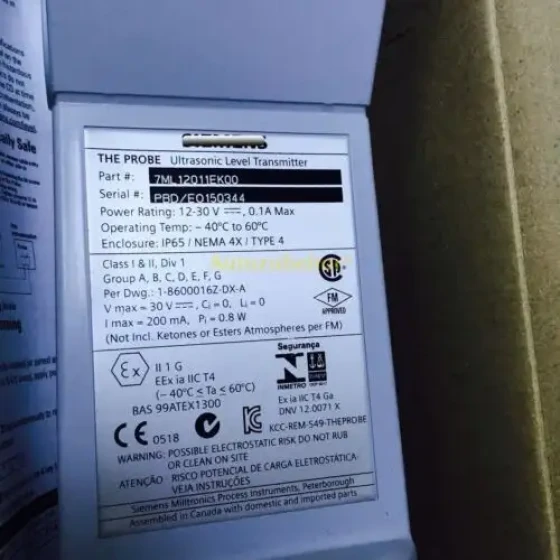 SIEMENS
THE PROBE Ultrasonic Level Transmitter
Part #: 7ML12011EK00
Serial #: PBD/E0150344
Power Rating: 12-30 V ⎓, 0.1A Max
Operating Temp: – 40°C to 60°C
Enclosure: IP65 / NEMA 4X / TYPE 4
Class I & II, Div 1
Group A, B, C, D, E, F, G
Per Dwg.: 1-8600016Z-DX-A
V max = 30 V ⎓, Ci = 0, Li = 0
I max = 200 mA, Pi = 0.8 W
(Not Incl. Ketones or Esters Atmospheres per FM)
FM
APPROVED
Ex II 1 G
EEx ia IIC T4
(– 40°C ≤ Ta ≤ 60°C)
BAS 99ATEX1300
Segurança
INMETRO
Ex ia IIC T4 Ga
DNV 12.0071 X
CE 0518
KCC-REM-S49-THEPROBE
WARNING: POSSIBLE ELECTROSTATIC RISK DO NOT RUB
OR CLEAN ON SITE
ATENÇÃO RISCO POTENCIAL DE CARGA ELETROSTÁTICA-
VEJA INSTRUÇÕES
Siemens Milltronics Process Instruments, Peterborough
Assembled in Canada with domestic and imported parts